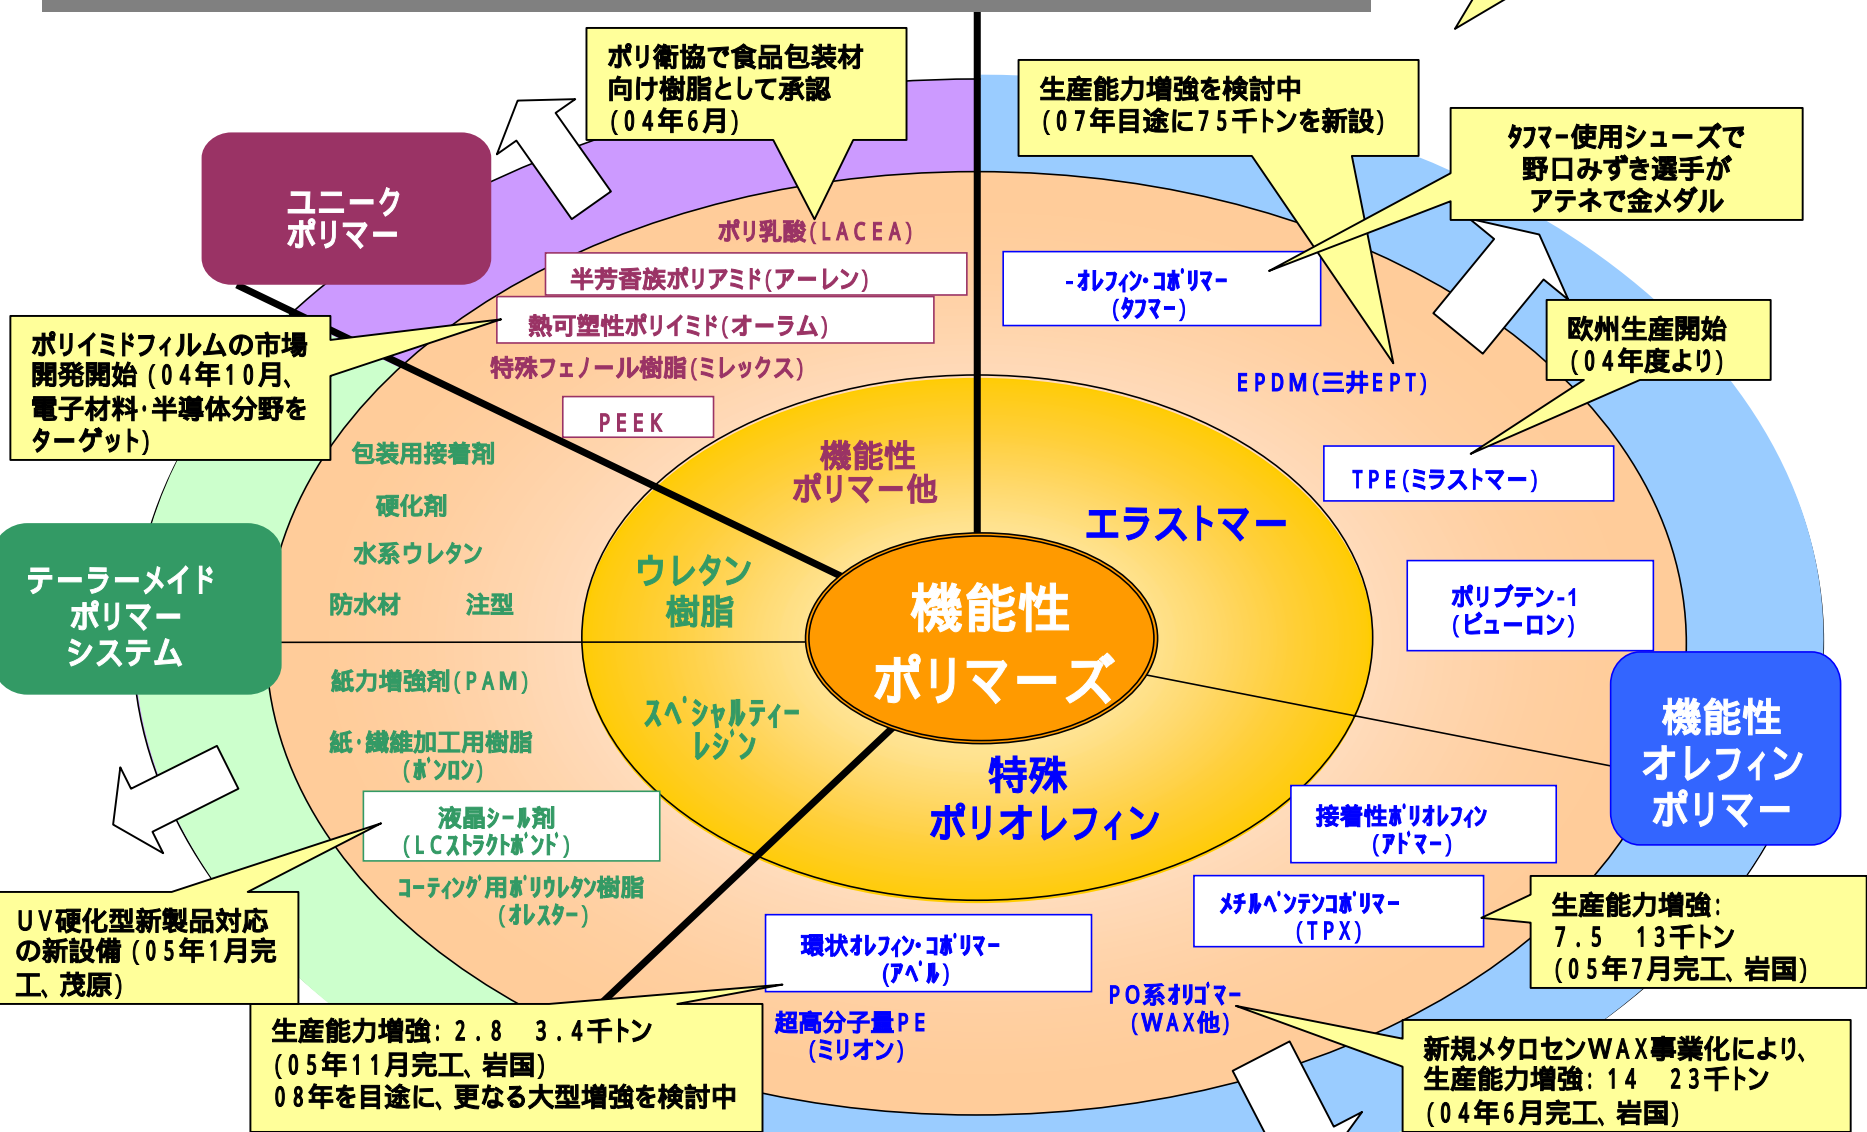 ポリ衛協で食品包装材
向け樹脂として承認
(04年6月)
生産能力増強を検討中
(07年目途に75千トンを新設)
タフマー使用シューズで
野口みずき選手が
アテネで金メダル
ユニーク
ポリマー
ポリ乳酸(LACEA)
半芳香族ポリアミド(アーレン)
熱可塑性ポリイミド(オーラム)
特殊フェノール樹脂(ミレックス)
PEEK
-オレフィン・コポリマー
(タフマー)
欧州生産開始
(04年度より)
EPDM(三井EPT)
TPE(ミラストマー)
ポリイミドフィルムの市場
開発開始(04年10月、
電子材料・半導体分野を
ターゲット)
機能性
ポリマー他
エラストマー
包装用接着剤
硬化剤
水系ウレタン
防水材 注型
ウレタン
樹脂
テーラーメイド
ポリマー
システム
機能性
ポリマーズ
ポリブテン-1
(ビューロン)
機能性
オレフィン
ポリマー
紙力増強剤(PAM)
紙・繊維加工用樹脂
(ボンロン)
液晶シール剤
(LCストラクトボンド)
コーティング用ポリウレタン樹脂
(オレスター)
スペシャルティー
レジン
特殊
ポリオレフィン
接着性ポリオレフィン
(アドマー)
メチルペンテンコポリマー
(TPX)
環状オレフィン・コポリマー
(アペル)
超高分子量PE
(ミリオン)
PO系オリゴマー
(WAX他)
生産能力増強:
7.5 13千トン
(05年7月完工、岩国)
UV硬化型新製品対応
の新設備(05年1月完
工、茂原)
生産能力増強:2.8 3.4千トン
(05年11月完工、岩国)
08年を目途に、更なる大型増強を検討中
新規メタロセンWAX事業化により、
生産能力増強:14 23千トン
(04年6月完工、岩国)